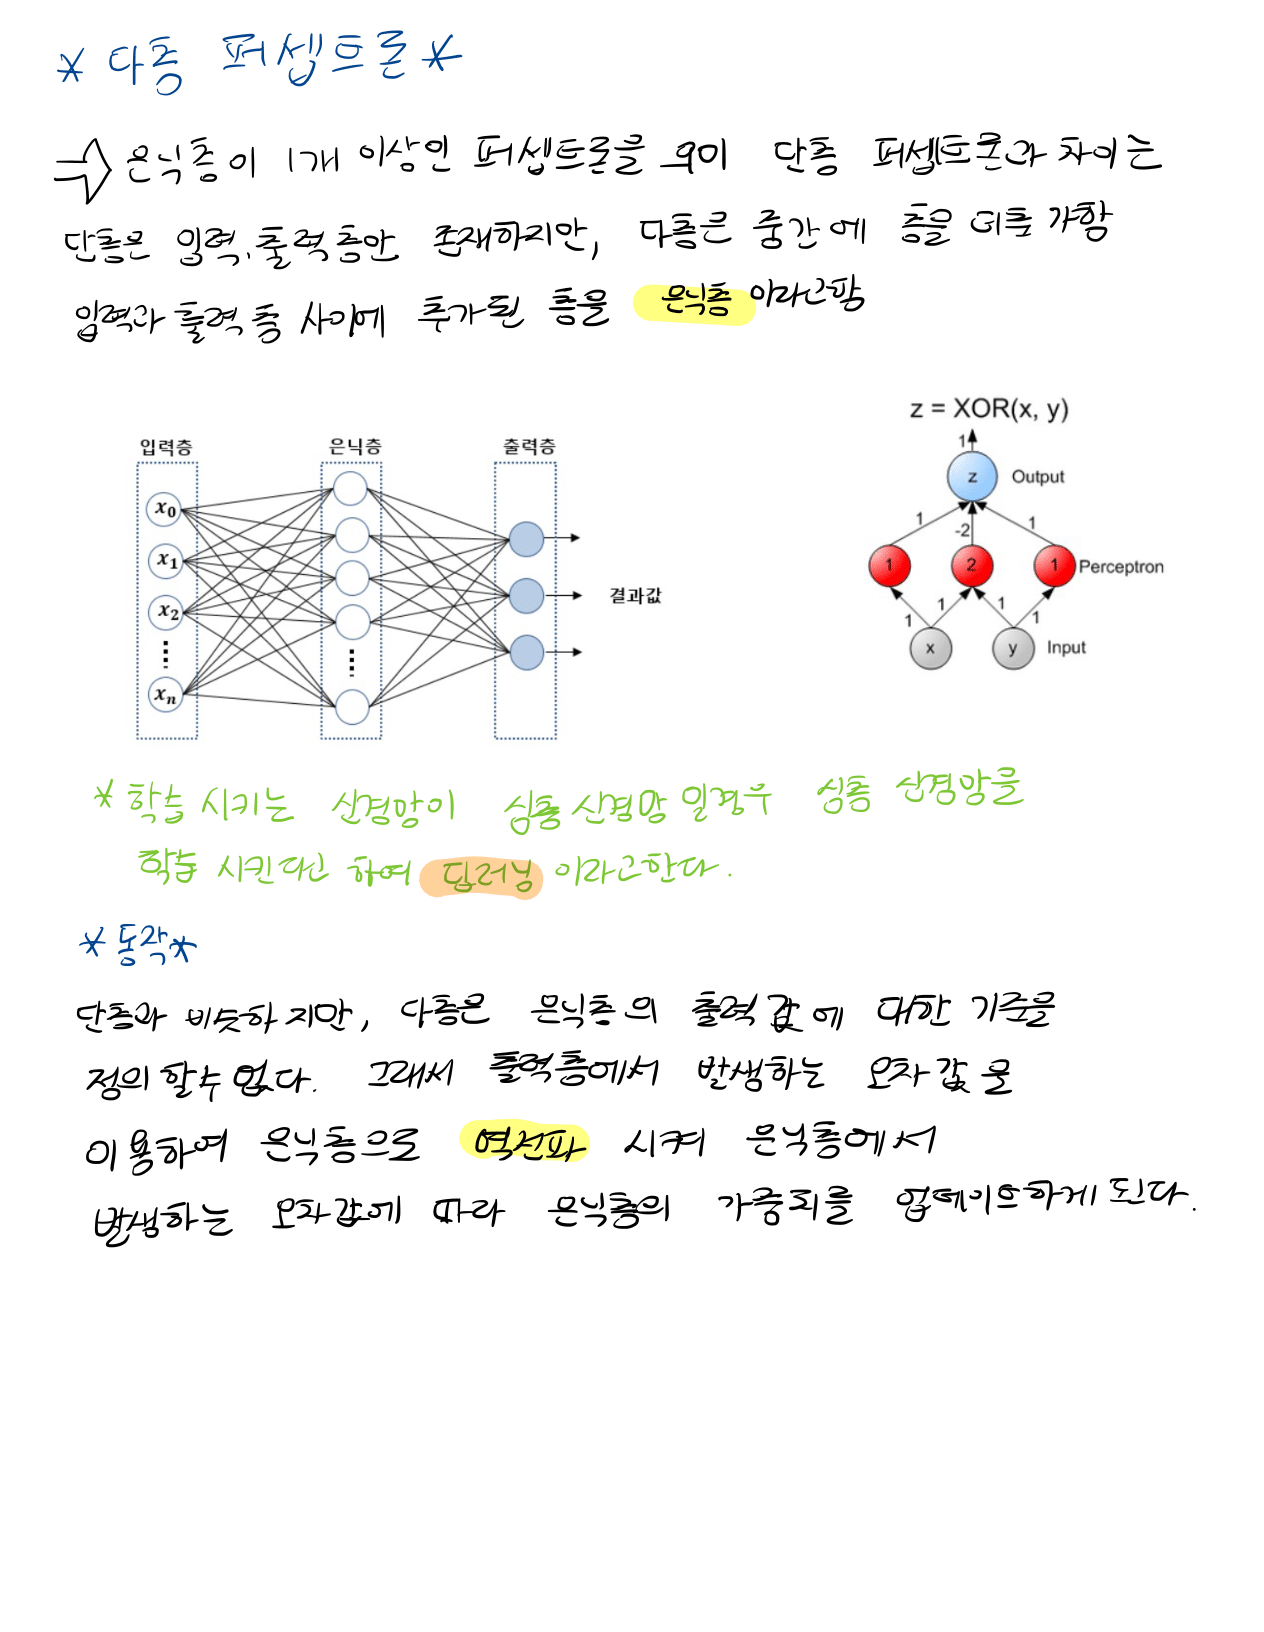 * 다층 퍼셉트론 *
⇒ 은닉층이 1개 이상인 퍼셉트론을 의미 단층 퍼셉트론과 차이는
단층은 입력, 출력층만 존재하지만, 다층은 중간에 층을 더 추가함
입력과 출력층 사이에 추가된 층을 은닉층 이라고함
z = XOR(x, y)
입력층 은닉층 출력층
x0
x1
x2
xn
결과값
1
z Output
1 -2 1
1 2 1 Perceptron
1 1 1 1
x y Input
* 학습 시키는 신경망이 심층 신경망 일경우 심층 신경망을
학습 시킨다고 하여 딥러닝 이라고한다.
* 동작 *
단층과 비슷하지만, 다층은 은닉층의 출력값에 대한 기준을
정의 할수 없다. 그래서 출력층에서 발생하는 오차값을
이용하여 은닉층으로 역전파 시켜 은닉층에서
발생하는 오차값에 따라 은닉층의 가중치를 업데이트하게 된다.